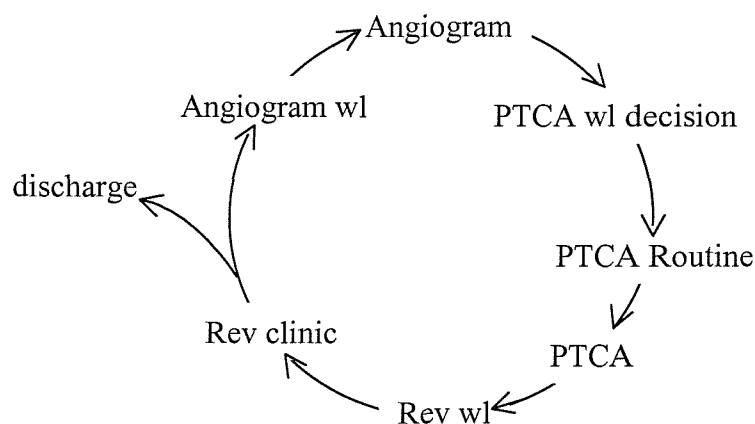 Angiogram
Angiogram wl
PTCA wl decision
discharge
PTCA Routine
Rev clinic
PTCA
Rev wl